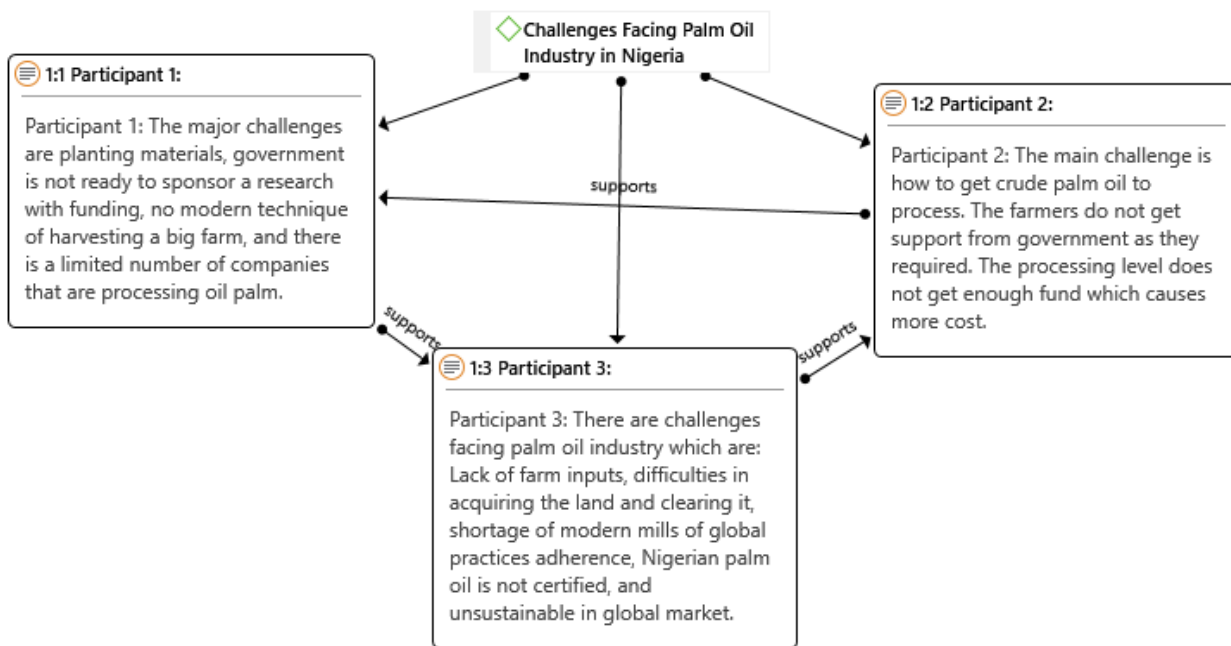 Challenges Facing Palm Oil
Industry in Nigeria
1:1 Participant 1:
Participant 1: The major challenges
are planting materials, government
is not ready to sponsor a research
with funding, no modern technique
of harvesting a big farm, and there
is a limited number of companies
that are processing oil palm.
1:2 Participant 2:
Participant 2: The main challenge is
how to get crude palm oil to
process. The farmers do not get
support from government as they
required. The processing level does
not get enough fund which causes
more cost.
supports
supports
supports
1:3 Participant 3:
Participant 3: There are challenges
facing palm oil industry which are:
Lack of farm inputs, difficulties in
acquiring the land and clearing it,
shortage of modern mills of global
practices adherence, Nigerian palm
oil is not certified, and
unsustainable in global market.